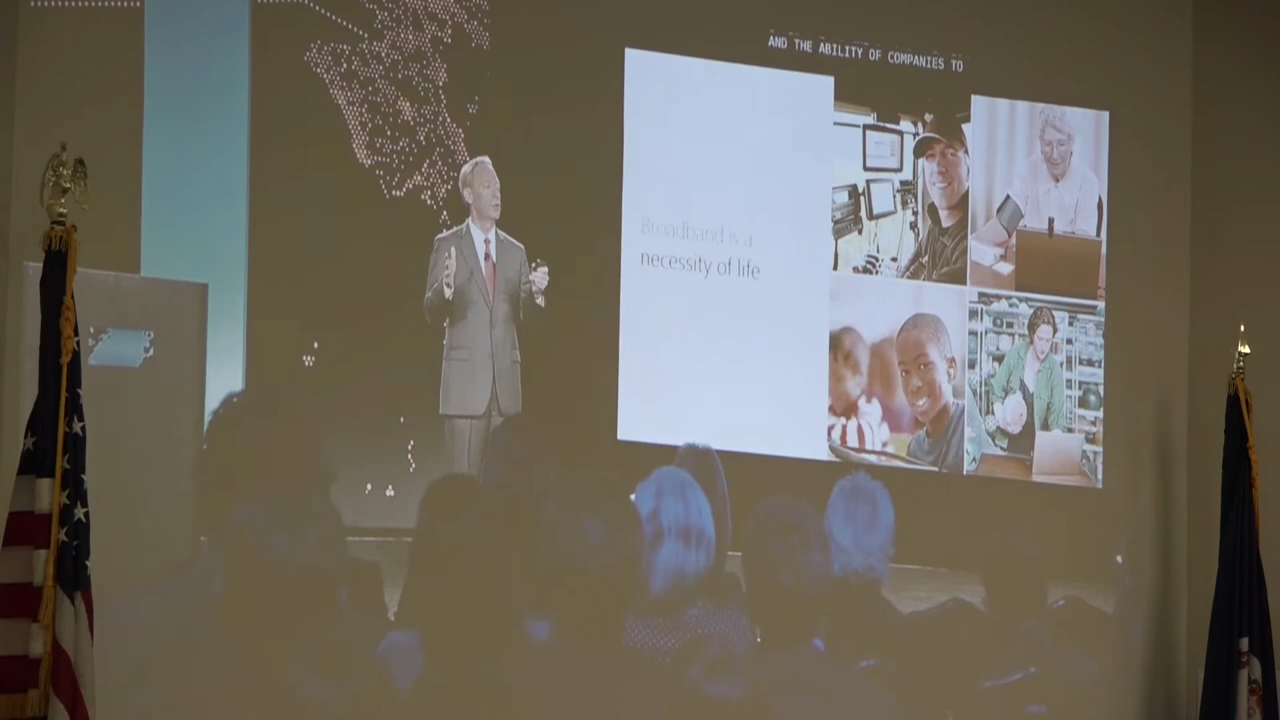 AND THE ABILITY OF COMPANIES TO
Broadband is a
necessity of life